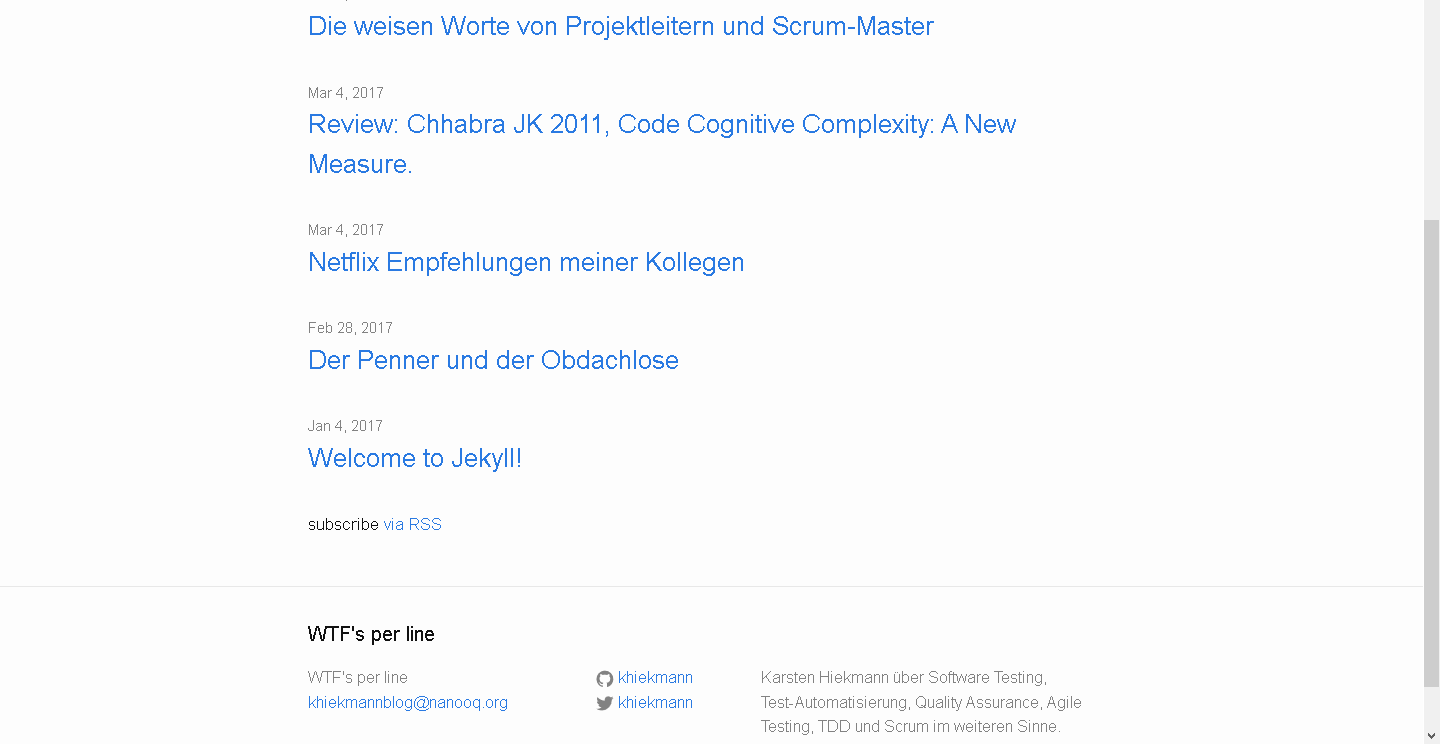 Die weisen Worte von Projektleitern und Scrum-Master
Mar 4, 2017
Review: Chhabra JK 2011, Code Cognitive Complexity: A New
Measure.
Mar 4, 2017
Netflix Empfehlungen meiner Kollegen
Feb 28, 2017
Der Penner und der Obdachlose
Jan 4, 2017
Welcome to Jekyll!
subscribe via RSS
WTF's per line
WTF's per line
khiekmannblog@nanooq.org
khiekmann
khiekmann
Karsten Hiekmann über Software Testing,
Test-Automatisierung, Quality Assurance, Agile
Testing, TDD und Scrum im weiteren Sinne.